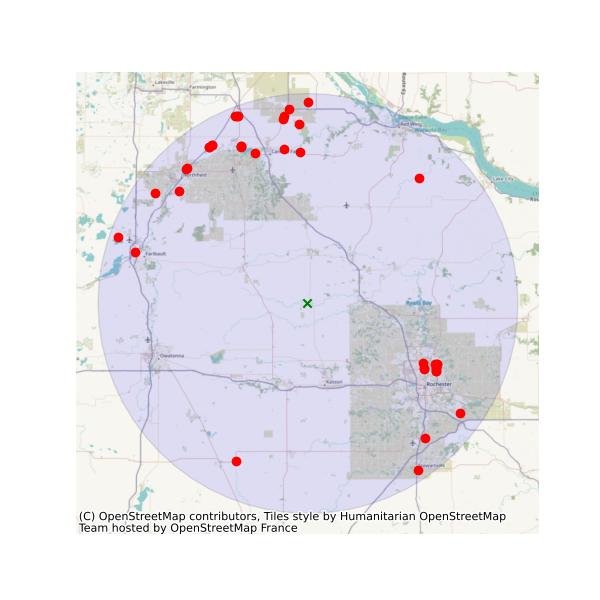 Lakeville
Farmington
Red Wing
Lake City
Northfield
Faribault
Owatonna
Kasson
Rochester
(C) OpenStreetMap contributors, Tiles style by Humanitarian OpenStreetMap
Team hosted by OpenStreetMap France